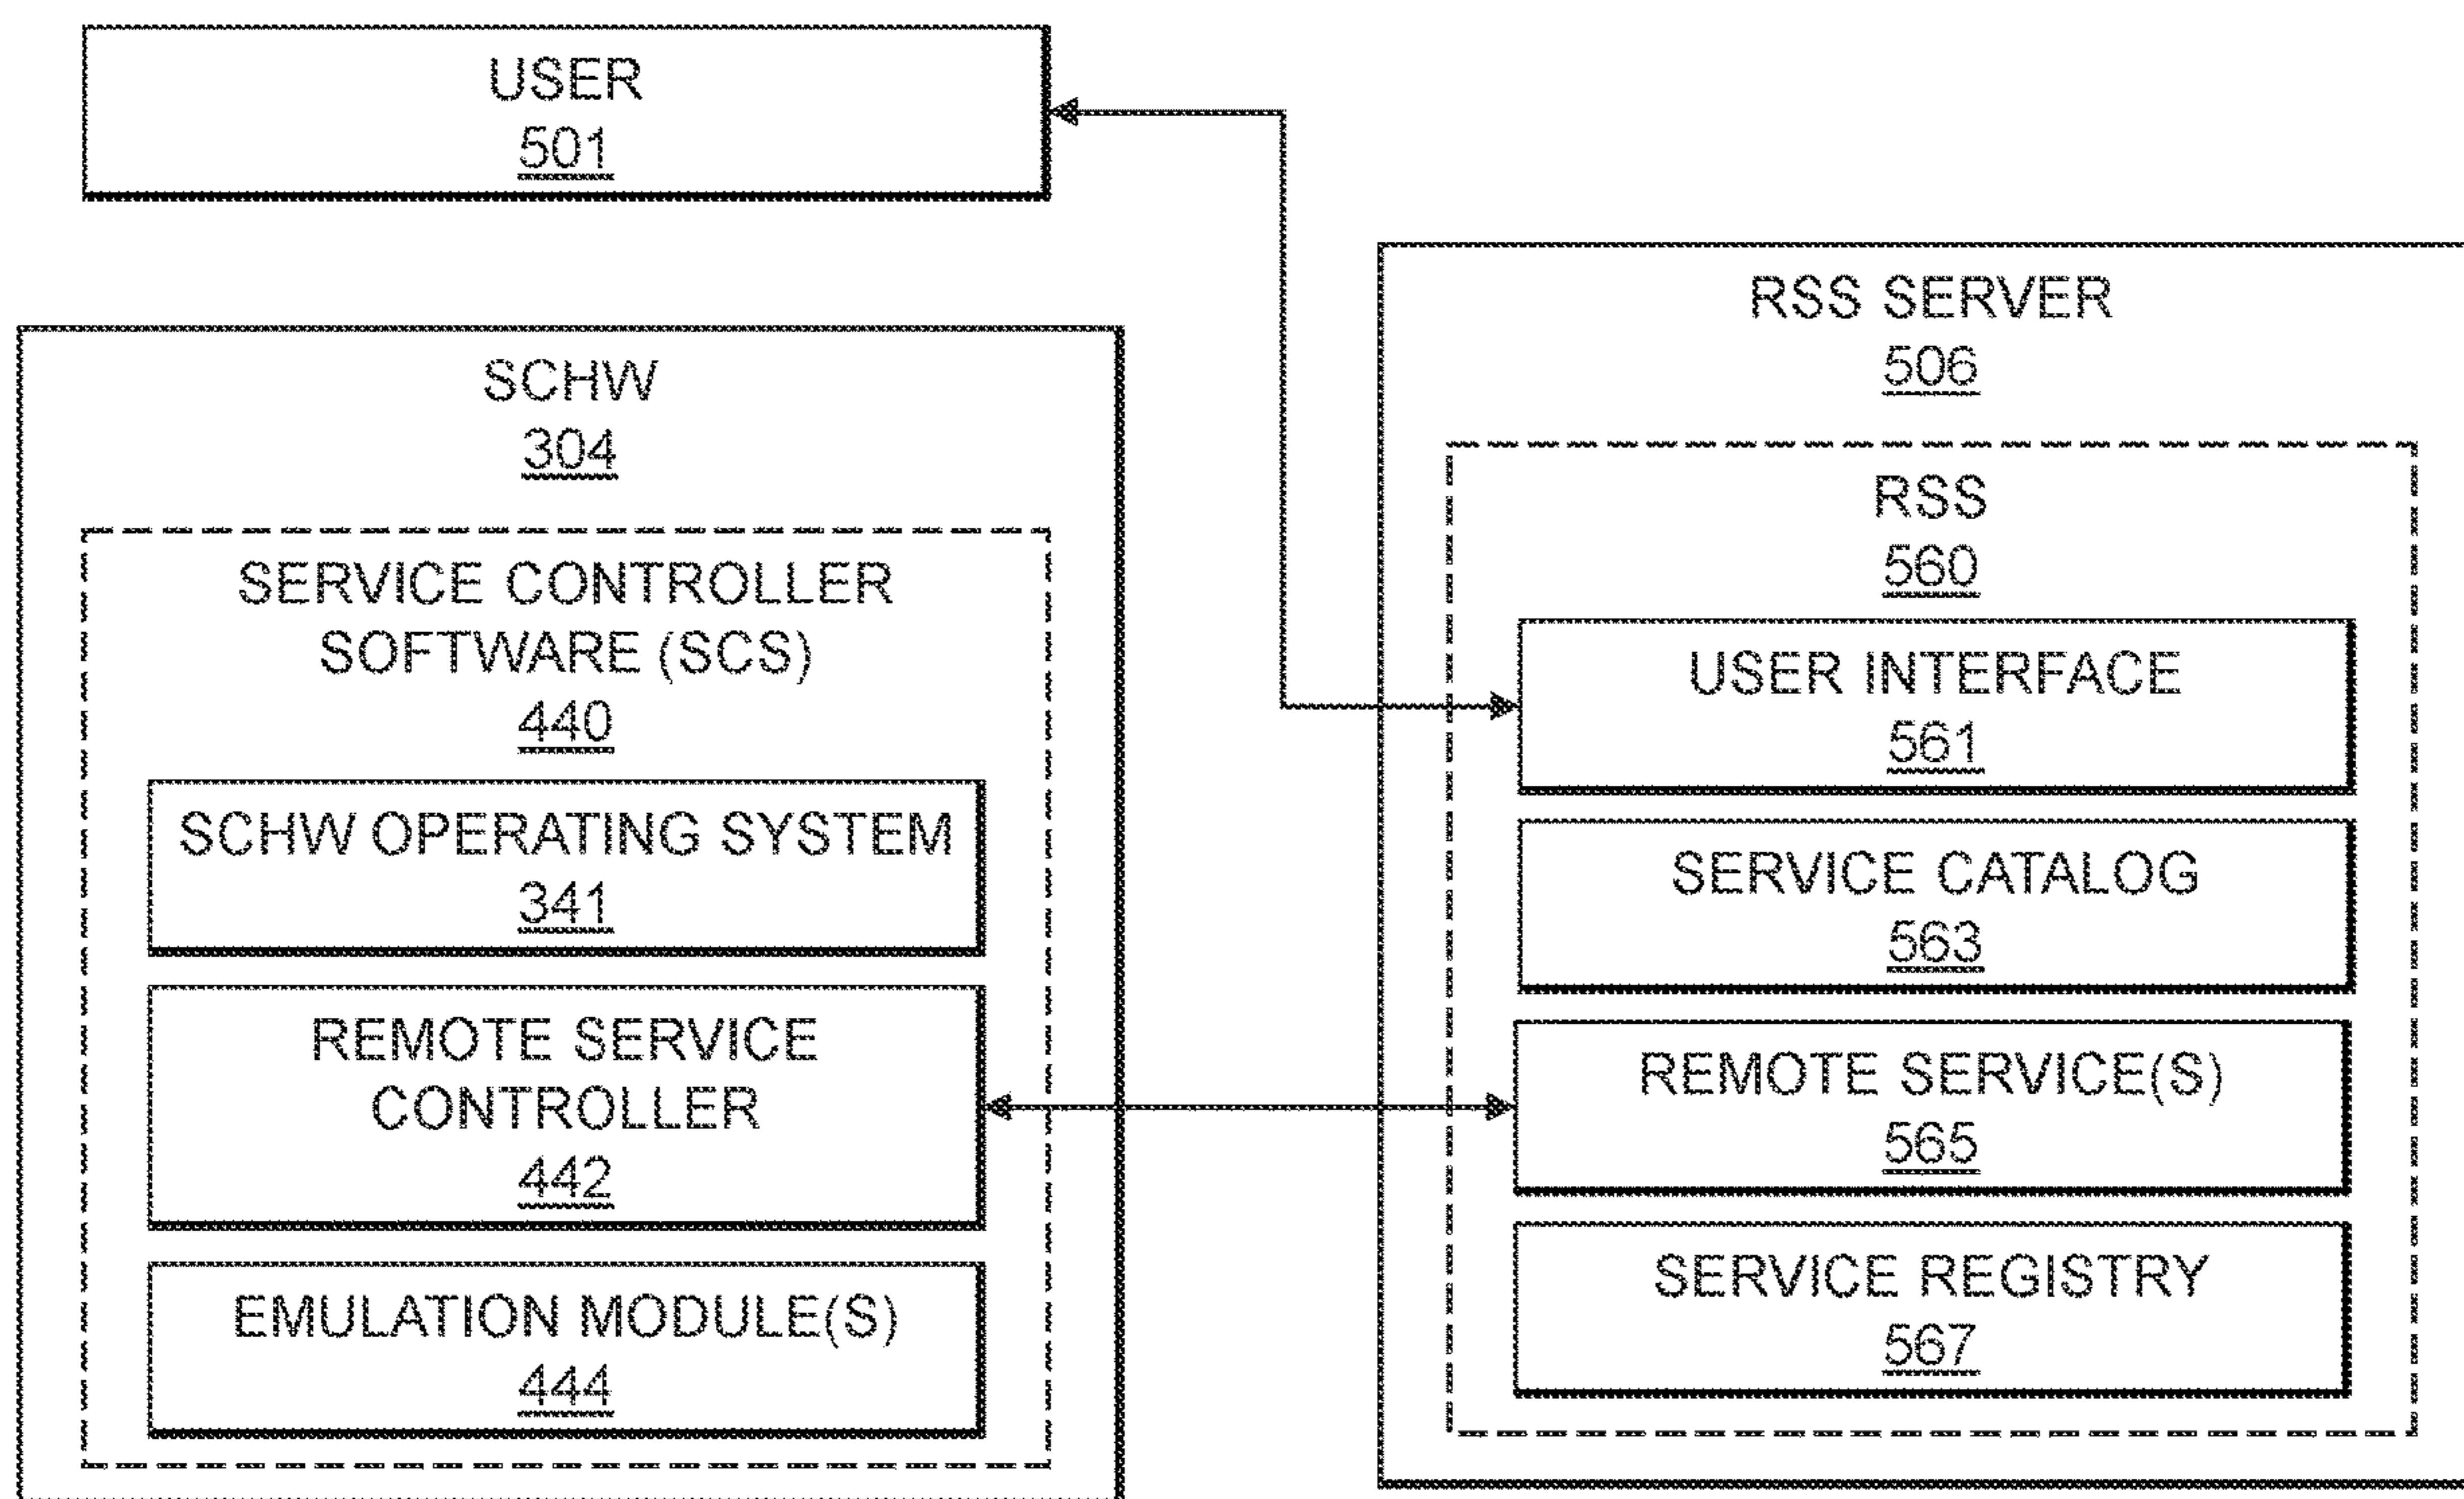 USER
501
SCHW
304
SERVICE CONTROLLER
SOFTWARE (SCS)
440
SCHW OPERATING SYSTEM
341
REMOTE SERVICE
CONTROLLER
442
EMULATION MODULE(S)
444
RSS SERVER
506
RSS
560
USER INTERFACE
561
SERVICE CATALOG
563
REMOTE SERVICE(S)
565
SERVICE REGISTRY
567